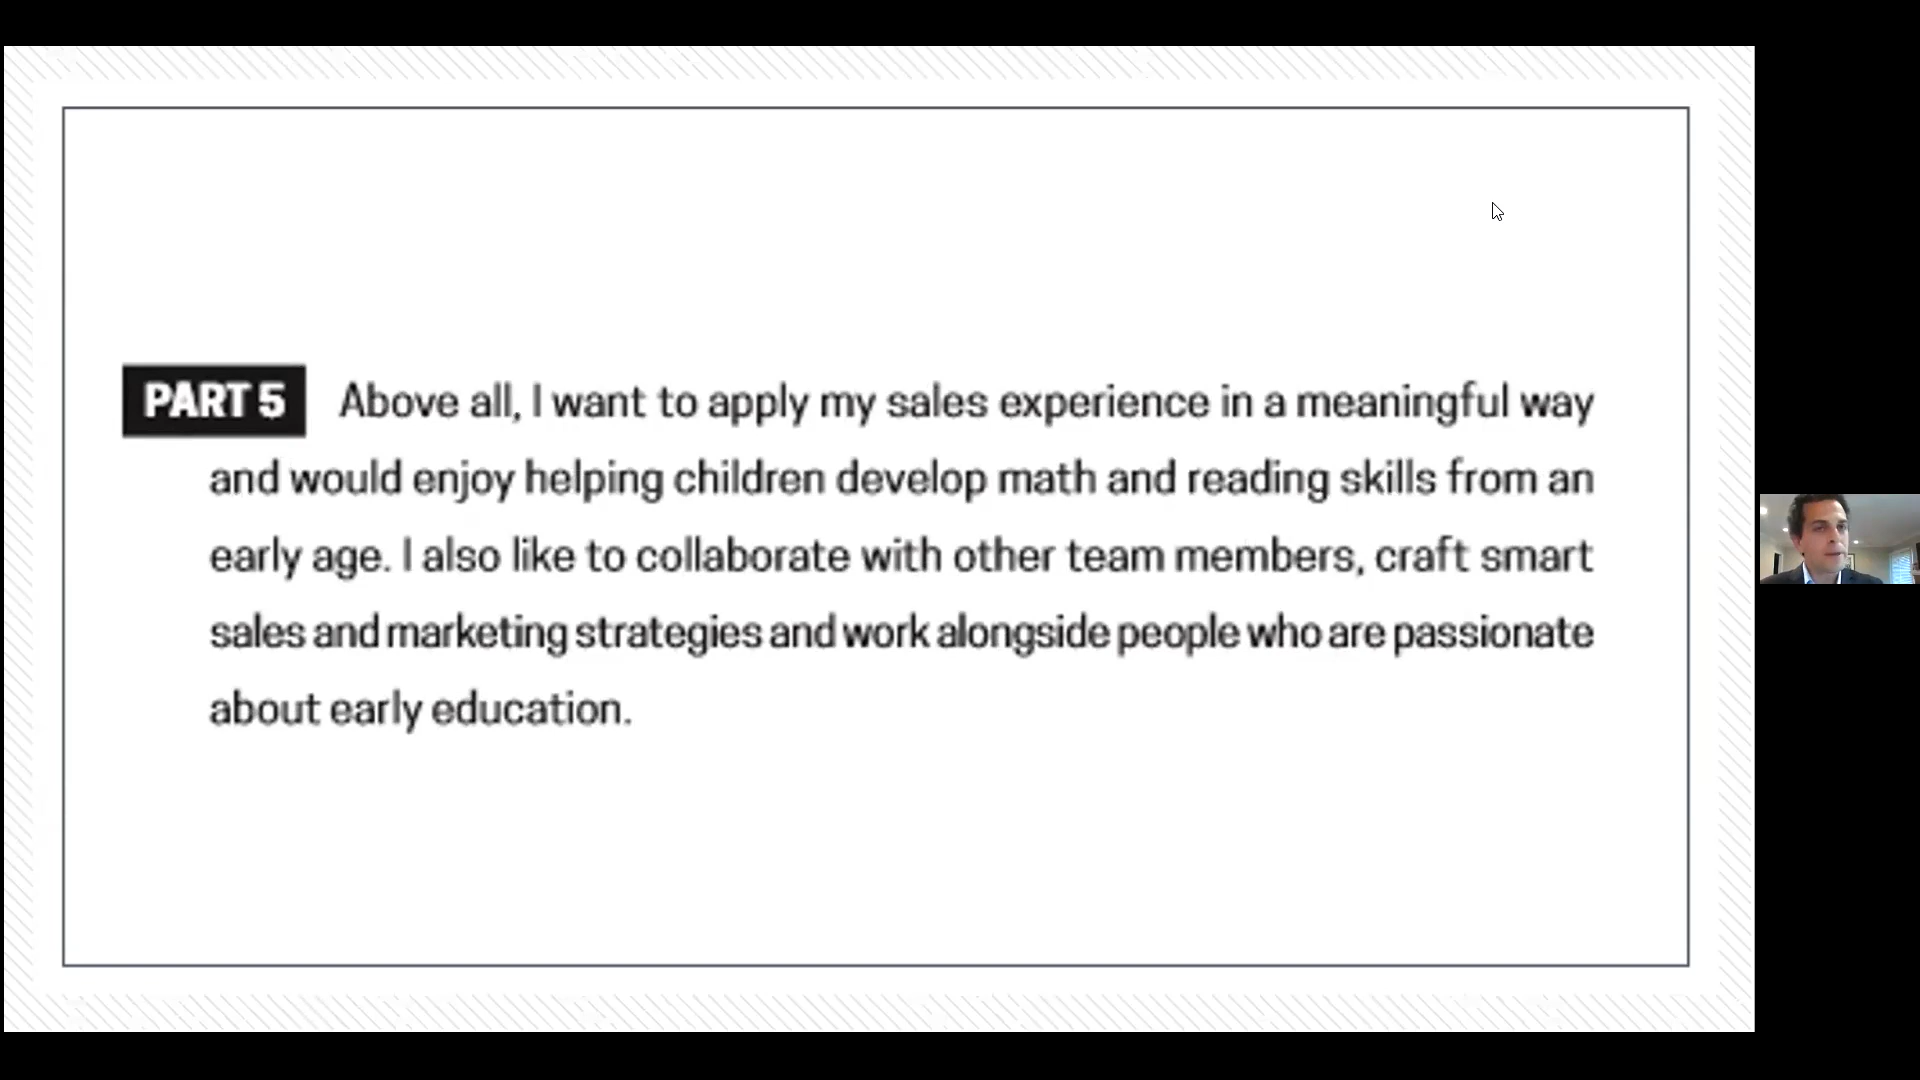 PART 5 Above all, I want to apply my sales experience in a meaningful way
and would enjoy helping children develop math and reading skills from an
early age. I also like to collaborate with other team members, craft smart
sales and marketing strategies and work alongside people who are passionate
about early education.